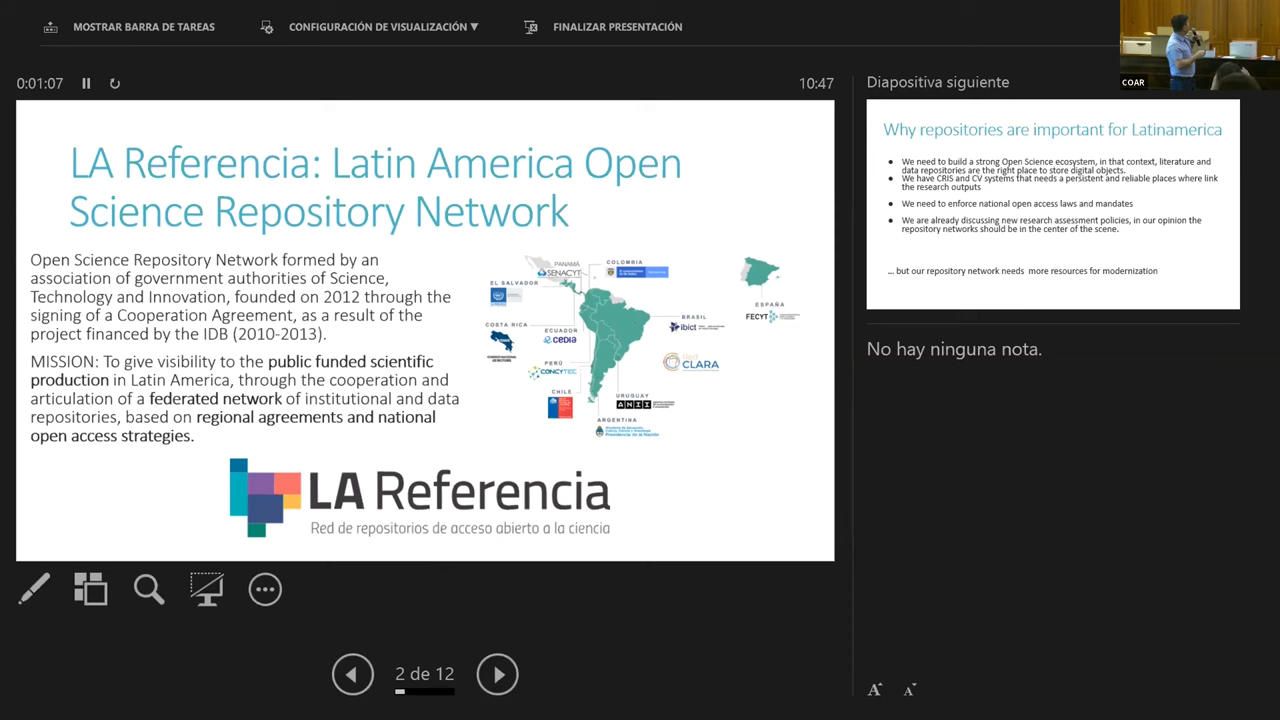 MOSTRAR BARRA DE TAREAS
CONFIGURACIÓN DE VISUALIZACIÓN ▼
FINALIZAR PRESENTACIÓN
COAR
0:01:07
10:47
Diapositiva siguiente
LA Referencia: Latin America Open
Science Repository Network
Open Science Repository Network formed by an
association of government authorities of Science,
Technology and Innovation, founded on 2012 through the
signing of a Cooperation Agreement, as a result of the
project financed by the IDB (2010-2013).
MISSION: To give visibility to the public funded scientific
production in Latin America, through the cooperation and
articulation of a federated network of institutional and data
repositories, based on regional agreements and national
open access strategies.
PANAMÁ
SENACYT
COLOMBIA
EL SALVADOR
ESPAÑA
FECYT
COSTA RICA
ECUADOR
cedia
BRASIL
ibict
CLARA
PERÚ
CONCYTEC
CHILE
URUGUAY
ANII
ARGENTINA
Presidencia de la Nación
LA Referencia
Red de repositorios de acceso abierto a la ciencia
Why repositories are important for Latinamerica
● We need to build a strong Open Science ecosystem, in that context, literature and
data repositories are the right place to store digital objects.
● We have CRIS and CV systems that needs a persistent and reliable places where link
the research outputs
● We need to enforce national open access laws and mandates
● We are already discussing new research assessment policies, in our opinion the
repository networks should be in the center of the scene.
... but our repository network needs more resources for modernization
No hay ninguna nota.
2 de 12
A A